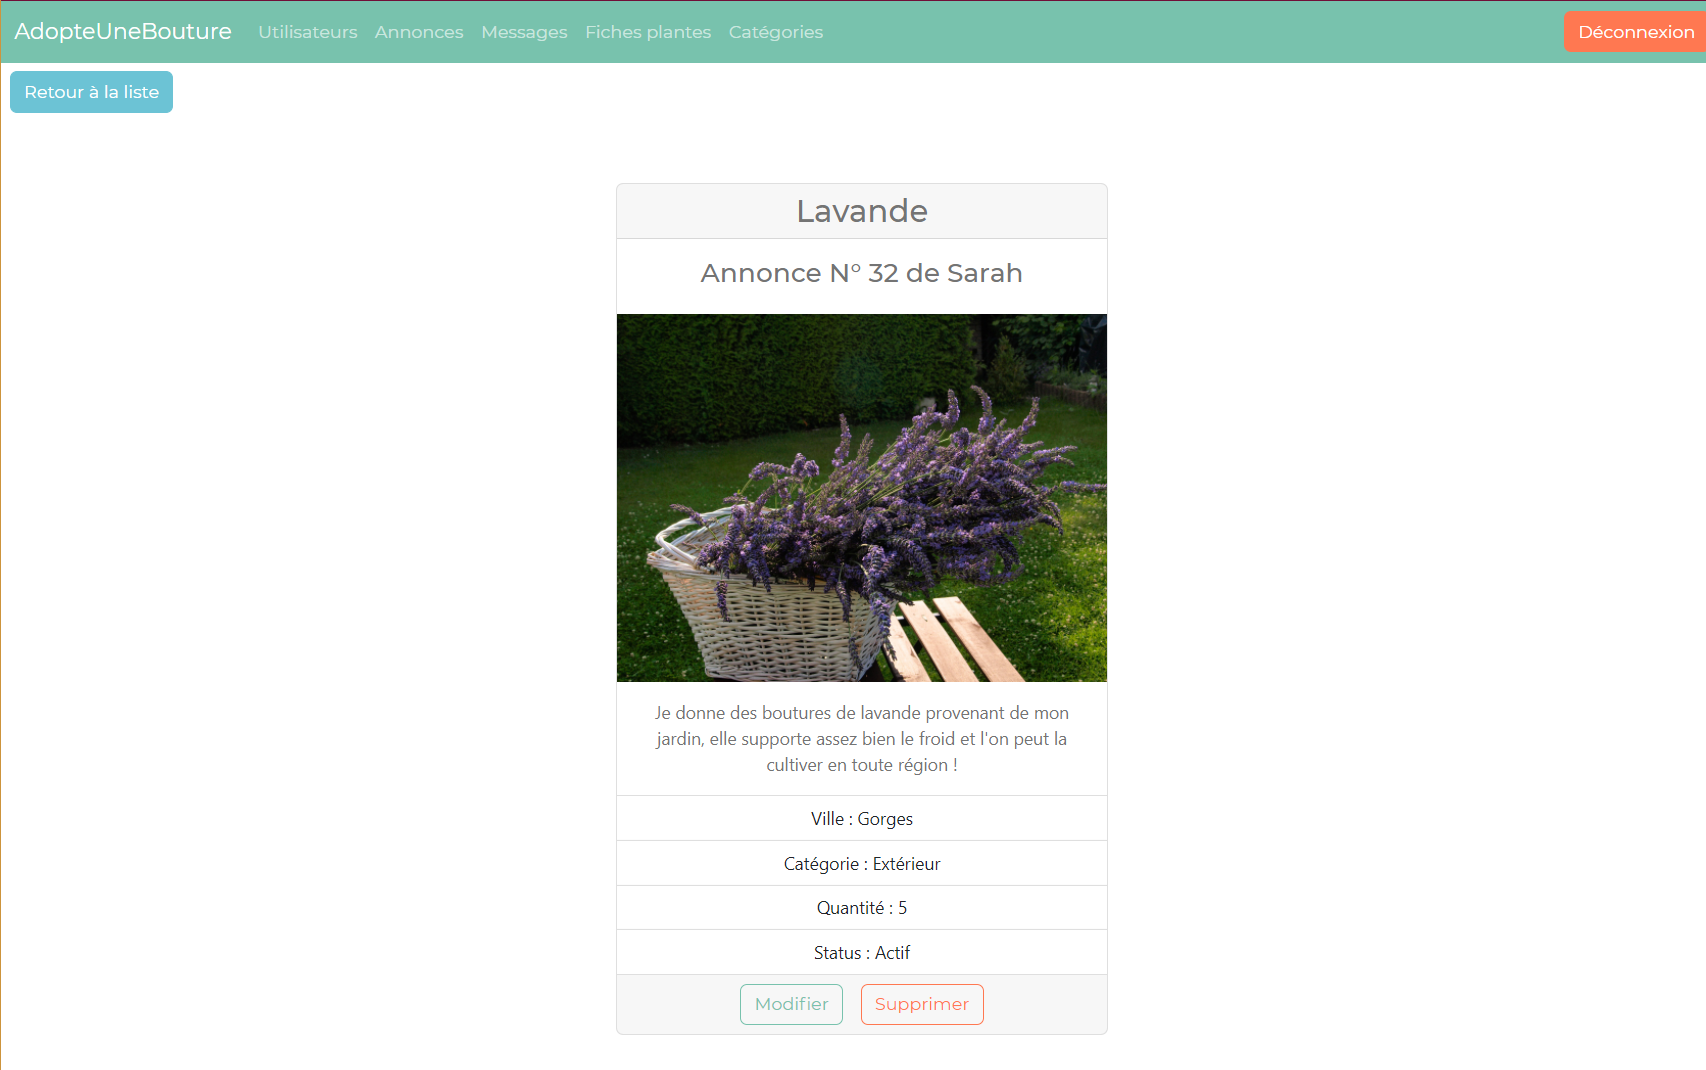 AdopteUneBouture Utilisateurs Annonces Messages Fiches plantes Catégories Déconnexion
Retour à la liste
Lavande
Annonce N° 32 de Sarah
Je donne des boutures de lavande provenant de mon
jardin, elle supporte assez bien le froid et l'on peut la
cultiver en toute région !
Ville : Gorges
Catégorie : Extérieur
Quantité : 5
Status : Actif
Modifier Supprimer